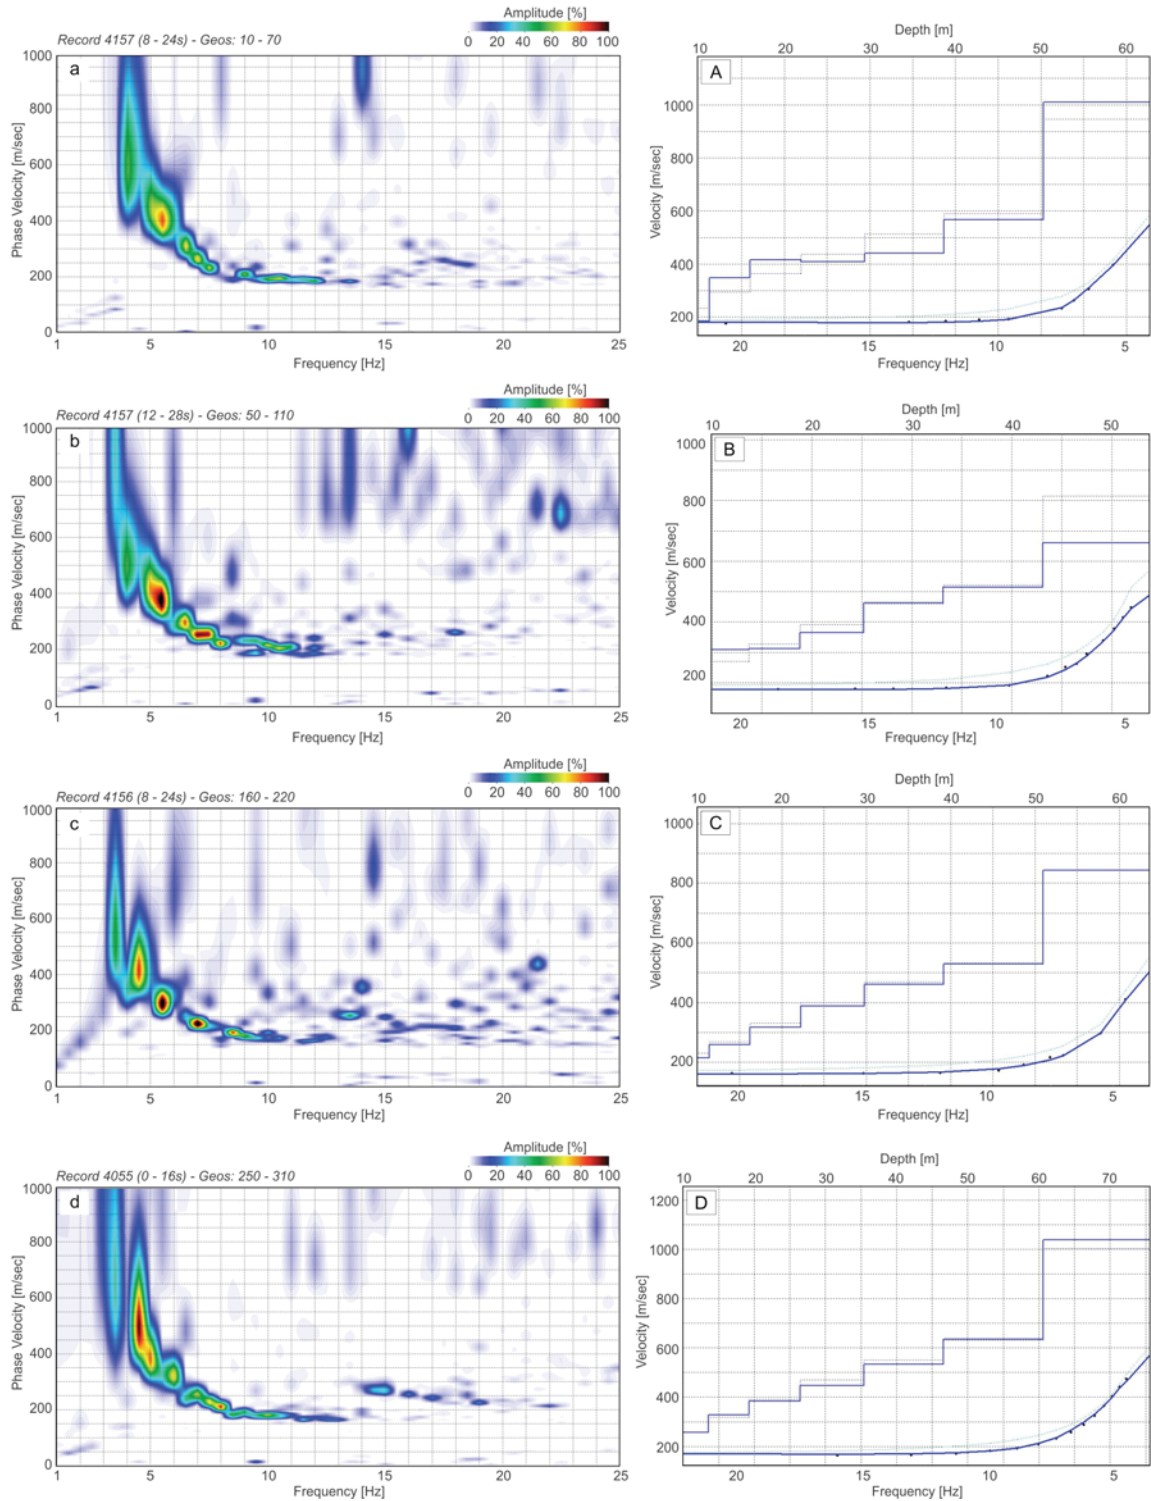 Amplitude [%]
Record 4157 (8 - 24s) - Geos: 10 - 70
0 20 40 60 80 100
a
1000
800
600
400
200
0
Phase Velocity [m/sec]
1 5 10 15 20 25
Frequency [Hz]
Depth [m]
10 20 30 40 50 60
A
1000
800
600
400
200
Velocity [m/sec]
20 15 10 5
Frequency [Hz]
Amplitude [%]
Record 4157 (12 - 28s) - Geos: 50 - 110
0 20 40 60 80 100
b
1000
800
600
400
200
0
Phase Velocity [m/sec]
1 5 10 15 20 25
Frequency [Hz]
Depth [m]
10 20 30 40 50
B
1000
800
600
400
200
Velocity [m/sec]
20 15 10 5
Frequency [Hz]
Amplitude [%]
Record 4156 (8 - 24s) - Geos: 160 - 220
0 20 40 60 80 100
c
1000
800
600
400
200
0
Phase Velocity [m/sec]
1 5 10 15 20 25
Frequency [Hz]
Depth [m]
10 20 30 40 50 60
C
1000
800
600
400
200
Velocity [m/sec]
20 15 10 5
Frequency [Hz]
Amplitude [%]
Record 4055 (0 - 16s) - Geos: 250 - 310
0 20 40 60 80 100
d
1000
800
600
400
200
0
Phase Velocity [m/sec]
1 5 10 15 20 25
Frequency [Hz]
Depth [m]
10 20 30 40 50 60 70
D
1200
1000
800
600
400
200
Velocity [m/sec]
20 15 10 5
Frequency [Hz]